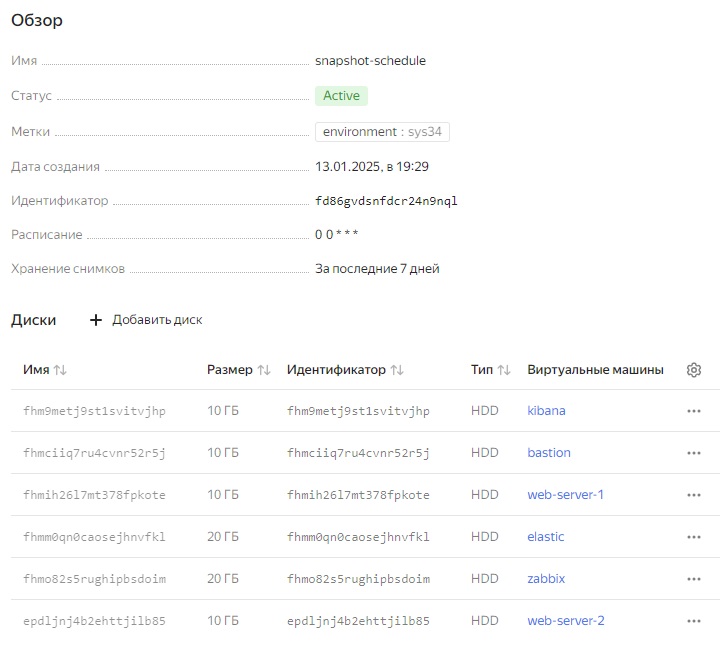 Обзор
Имя snapshot-schedule
Статус Active
Метки environment : sys34
Дата создания 13.01.2025, в 19:29
Идентификатор fd86gvdsnfdcr24n9nql
Расписание 0 0 * * *
Хранение снимков За последние 7 дней
Диски + Добавить диск
Имя Размер Идентификатор Тип Виртуальные машины
fhm9metj9st1svitvjhp 10 ГБ fhm9metj9st1svitvjhp HDD kibana
fhmciiq7ru4cvnr52r5j 10 ГБ fhmciiq7ru4cvnr52r5j HDD bastion
fhmih26l7mt378fpkote 10 ГБ fhmih26l7mt378fpkote HDD web-server-1
fhmm0qn0caosejhnvfkl 20 ГБ fhmm0qn0caosejhnvfkl HDD elastic
fhmo82s5rughipbsdoim 20 ГБ fhmo82s5rughipbsdoim HDD zabbix
epdljnj4b2ehttjilb85 10 ГБ epdljnj4b2ehttjilb85 HDD web-server-2